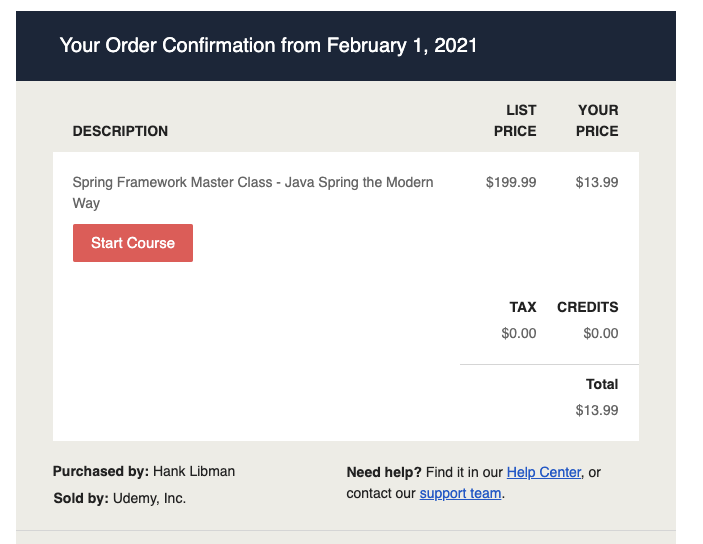 Your Order Confirmation from February 1, 2021
LIST YOUR
DESCRIPTION PRICE PRICE
Spring Framework Master Class - Java Spring the Modern $199.99 $13.99
Way
Start Course
TAX CREDITS
$0.00 $0.00
Total
$13.99
Purchased by: Hank Libman
Sold by: Udemy, Inc.
Need help? Find it in our Help Center, or
contact our support team.